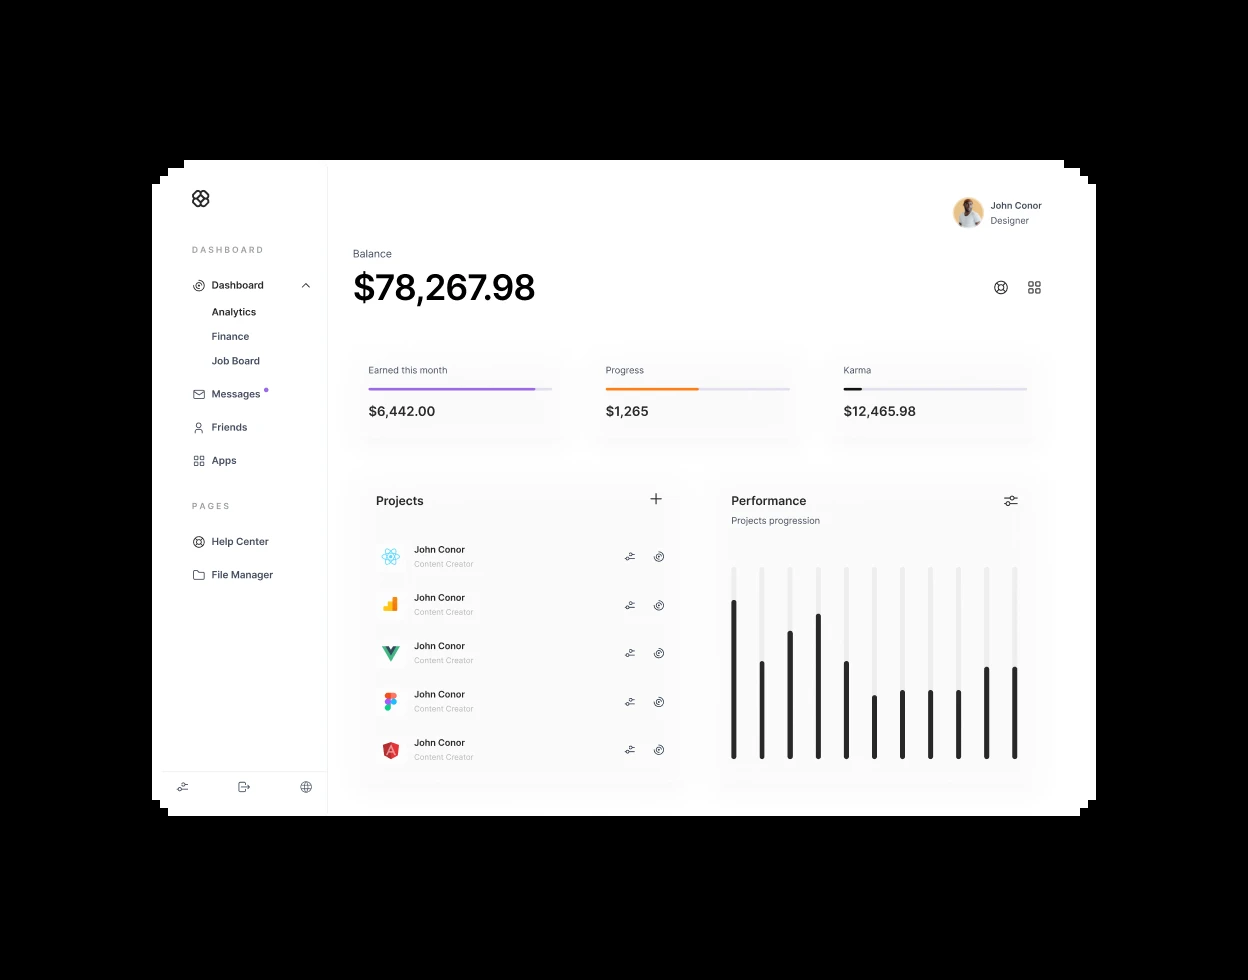 DASHBOARD
Dashboard
Analytics
Finance
Job Board
Messages
Friends
Apps
PAGES
Help Center
File Manager
John Conor
Designer
Balance
$78,267.98
Earned this month
$6,442.00
Progress
$1,265
Karma
$12,465.98
Projects
John Conor
Content Creator
John Conor
Content Creator
John Conor
Content Creator
John Conor
Content Creator
John Conor
Content Creator
Performance
Projects progression